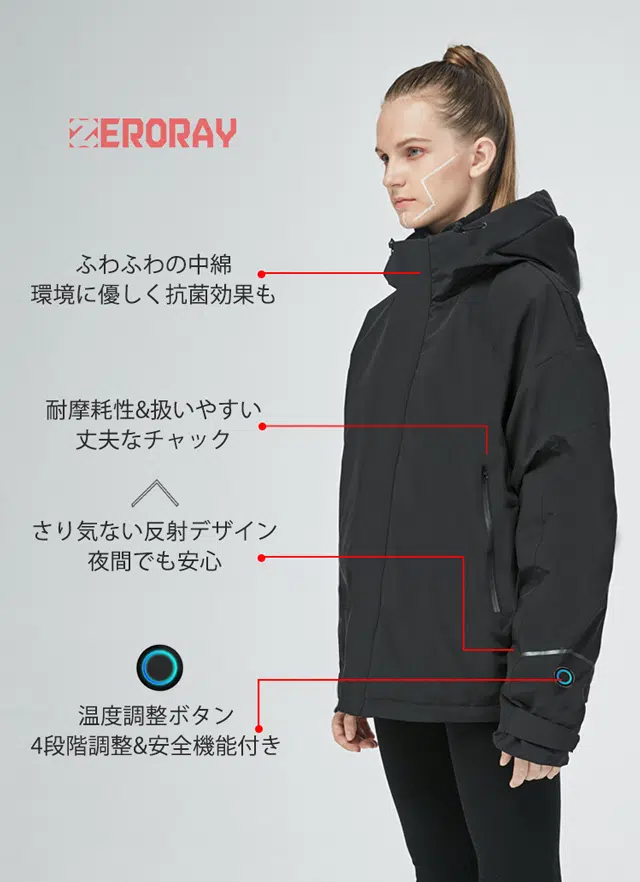 ZERORAY
ふわふわの中綿
環境に優しく抗菌効果も
耐摩耗性&扱いやすい
丈夫なチャック
さり気ない反射デザイン
夜間でも安心
温度調整ボタン
4段階調整&安全機能付き